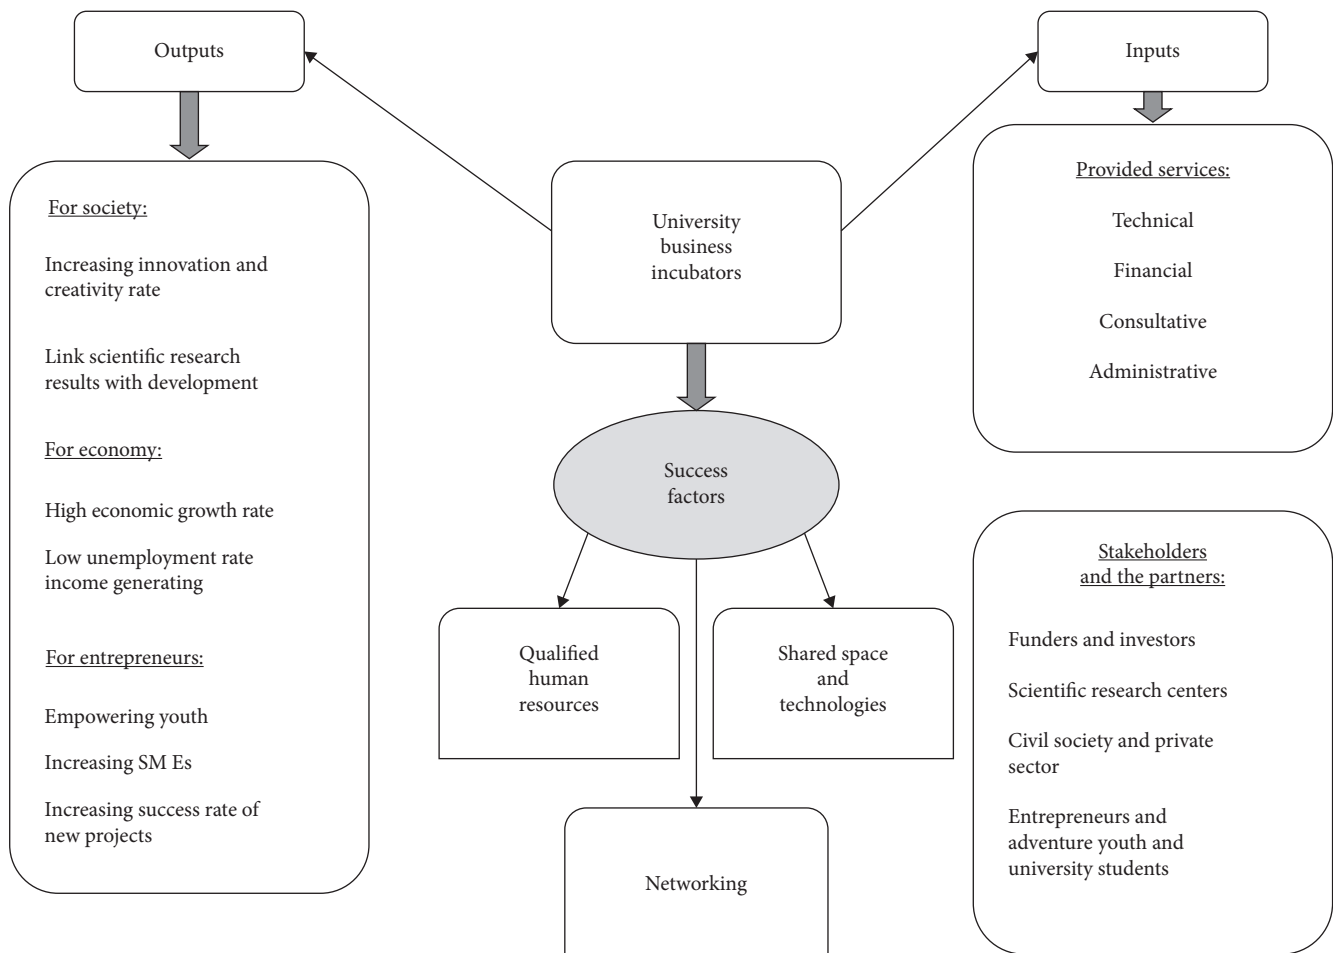 Outputs
Inputs
For society:
Increasing innovation and
creativity rate
Link scientific research
results with development
For economy:
High economic growth rate
Low unemployment rate
income generating
For entrepreneurs:
Empowering youth
Increasing SM Es
Increasing success rate of
new projects
University
business
incubators
Success
factors
Qualified
human
resources
Shared space
and
technologies
Networking
Provided services:
Technical
Financial
Consultative
Administrative
Stakeholders
and the partners:
Funders and investors
Scientific research centers
Civil society and private
sector
Entrepreneurs and
adventure youth and
university students